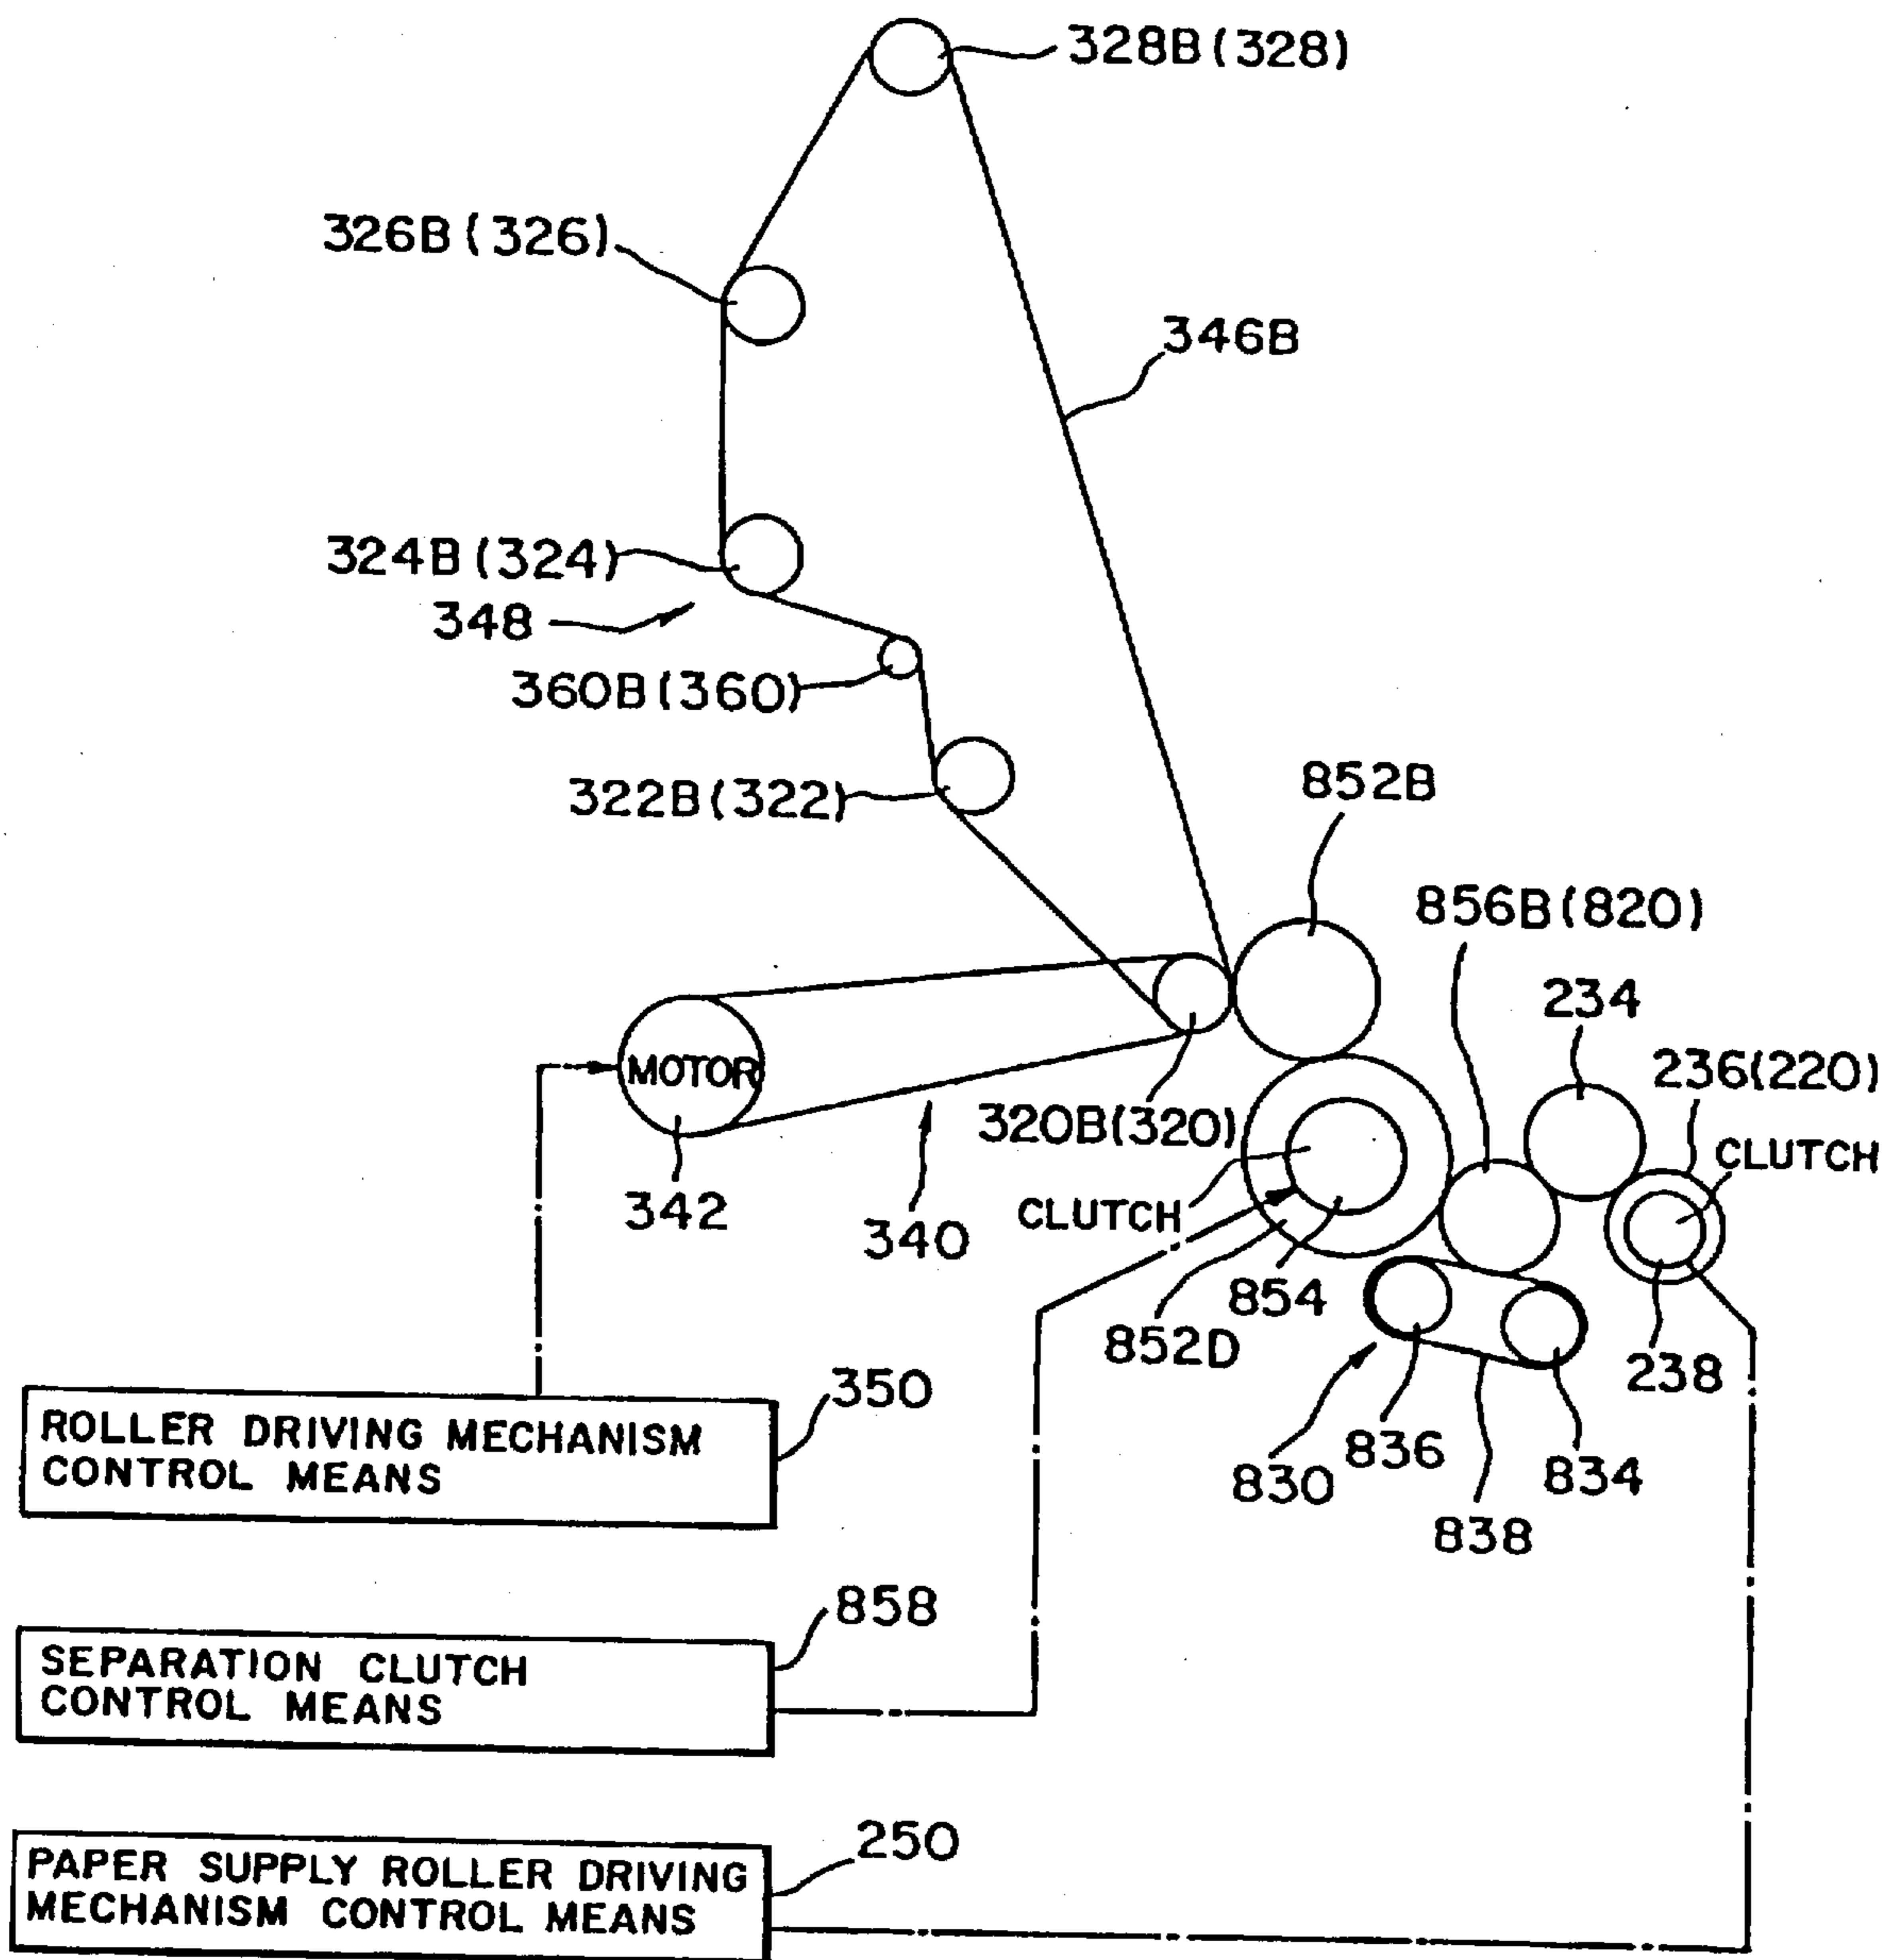 328B(328)
326B(326)
346B
324B(324)
348
360B(360)
322B(322)
852B
856B(820)
234
236(220)
CLUTCH
MOTOR
320B(320)
342
340
CLUTCH
854
852D
238
830
836
834
838
350
ROLLER DRIVING MECHANISM
CONTROL MEANS
858
SEPARATION CLUTCH
CONTROL MEANS
250
PAPER SUPPLY ROLLER DRIVING
MECHANISM CONTROL MEANS